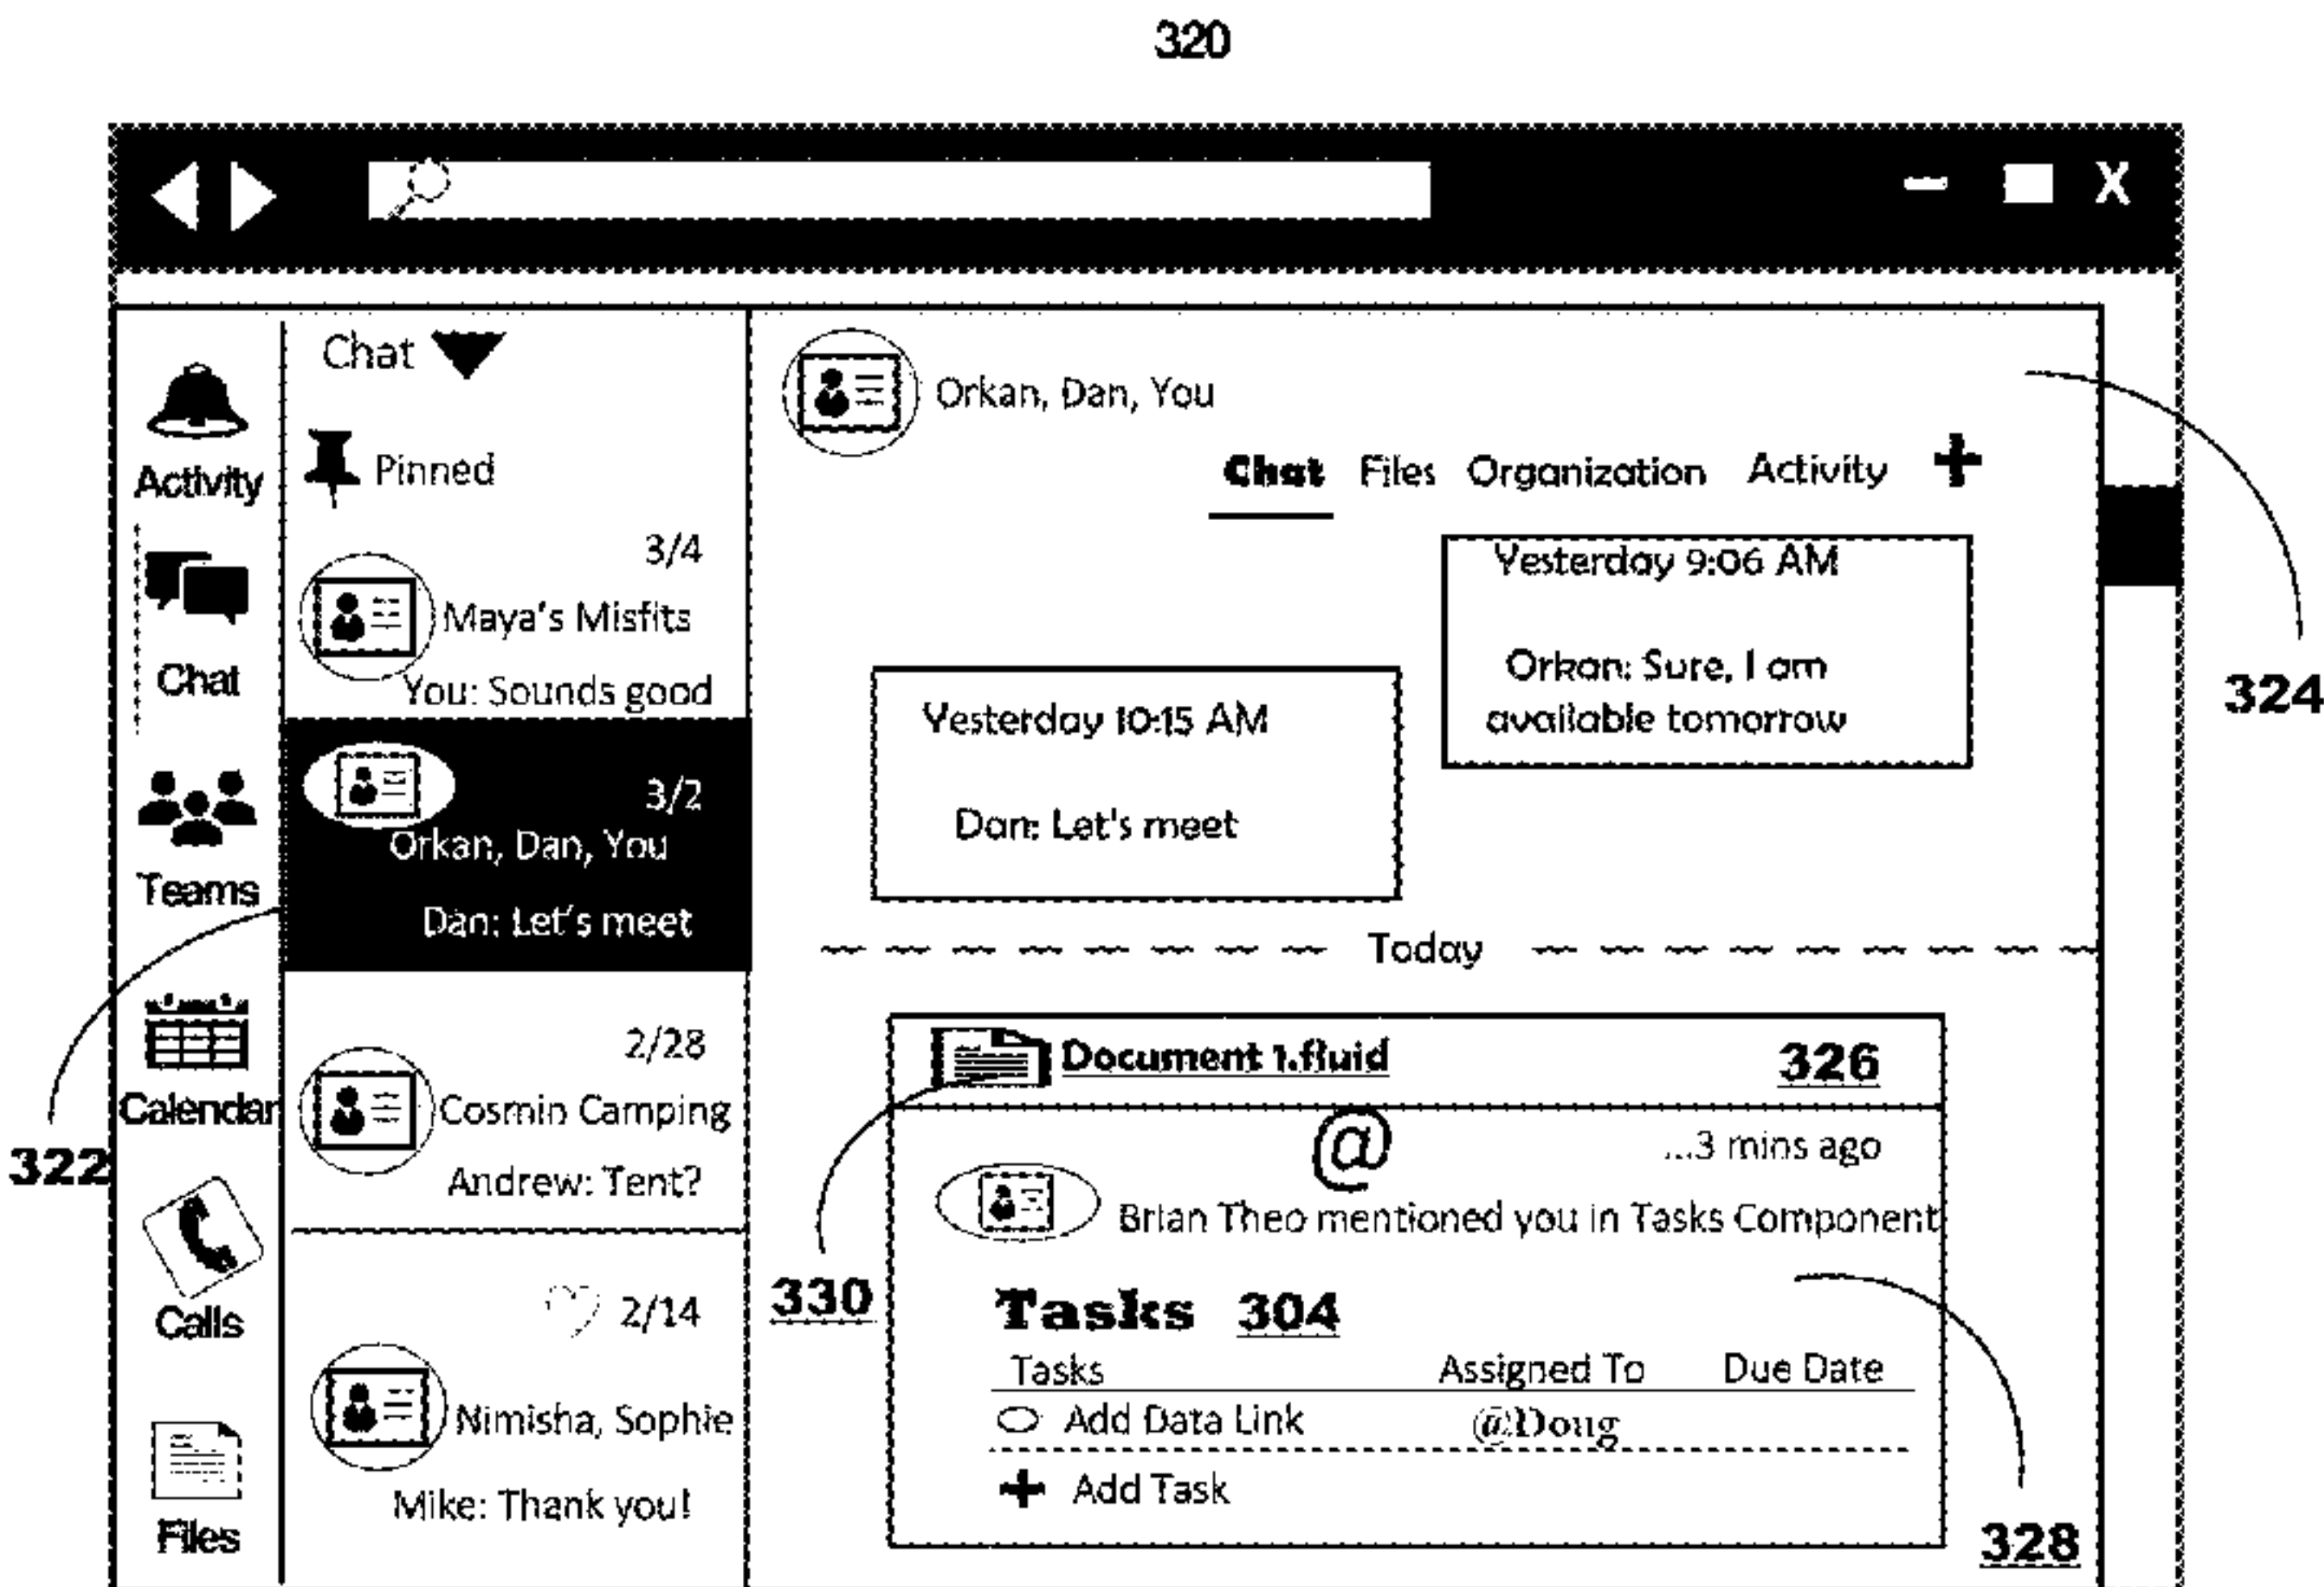 320
X
Activity
Chat
Teams
Calendar
322
Calls
Files
Chat
Pinned
3/4
Maya's Misfits
You: Sounds good
3/2
Orkan, Dan, You
Dan: Let's meet
2/28
Cosmin Camping
Andrew: Tent?
2/14
Nimisha, Sophie
Mike: Thank you!
Orkan, Dan, You
Chat Files Organization Activity +
Yesterday 9:06 AM
Orkan: Sure, I am
available tomorrow
324
Yesterday 10:15 AM
Dan: Let's meet
Today
Document 1.fluid 326
@
...3 mins ago
Brian Theo mentioned you in Tasks Component
330
Tasks 304
Tasks Assigned To Due Date
Add Data Link @Doug
+ Add Task
328